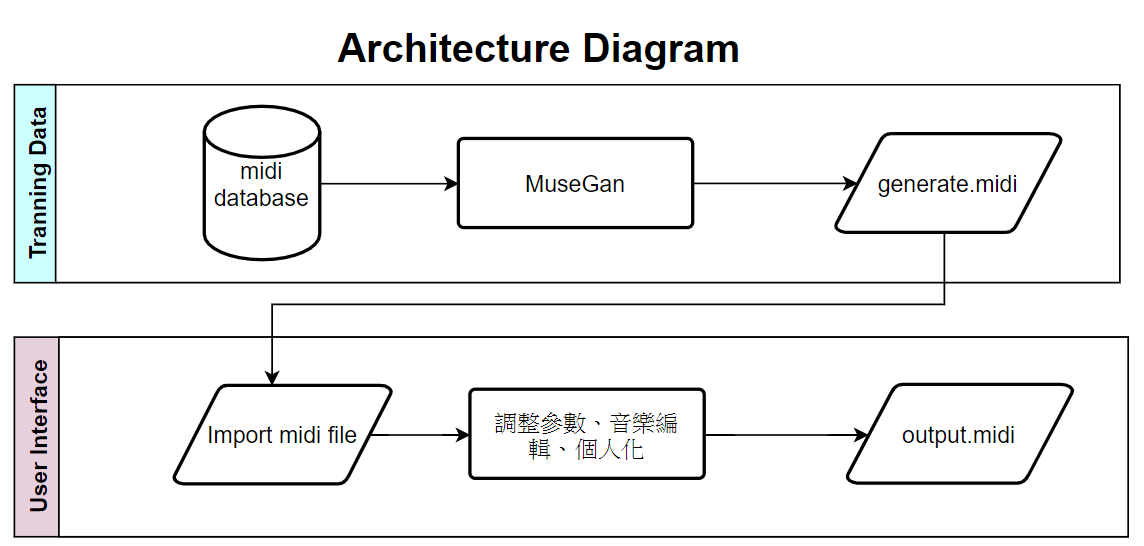 Architecture Diagram
Tranning Data
midi
database
MuseGan
generate.midi
User Interface
Import midi file
調整參數、音樂編
輯、個人化
output.midi